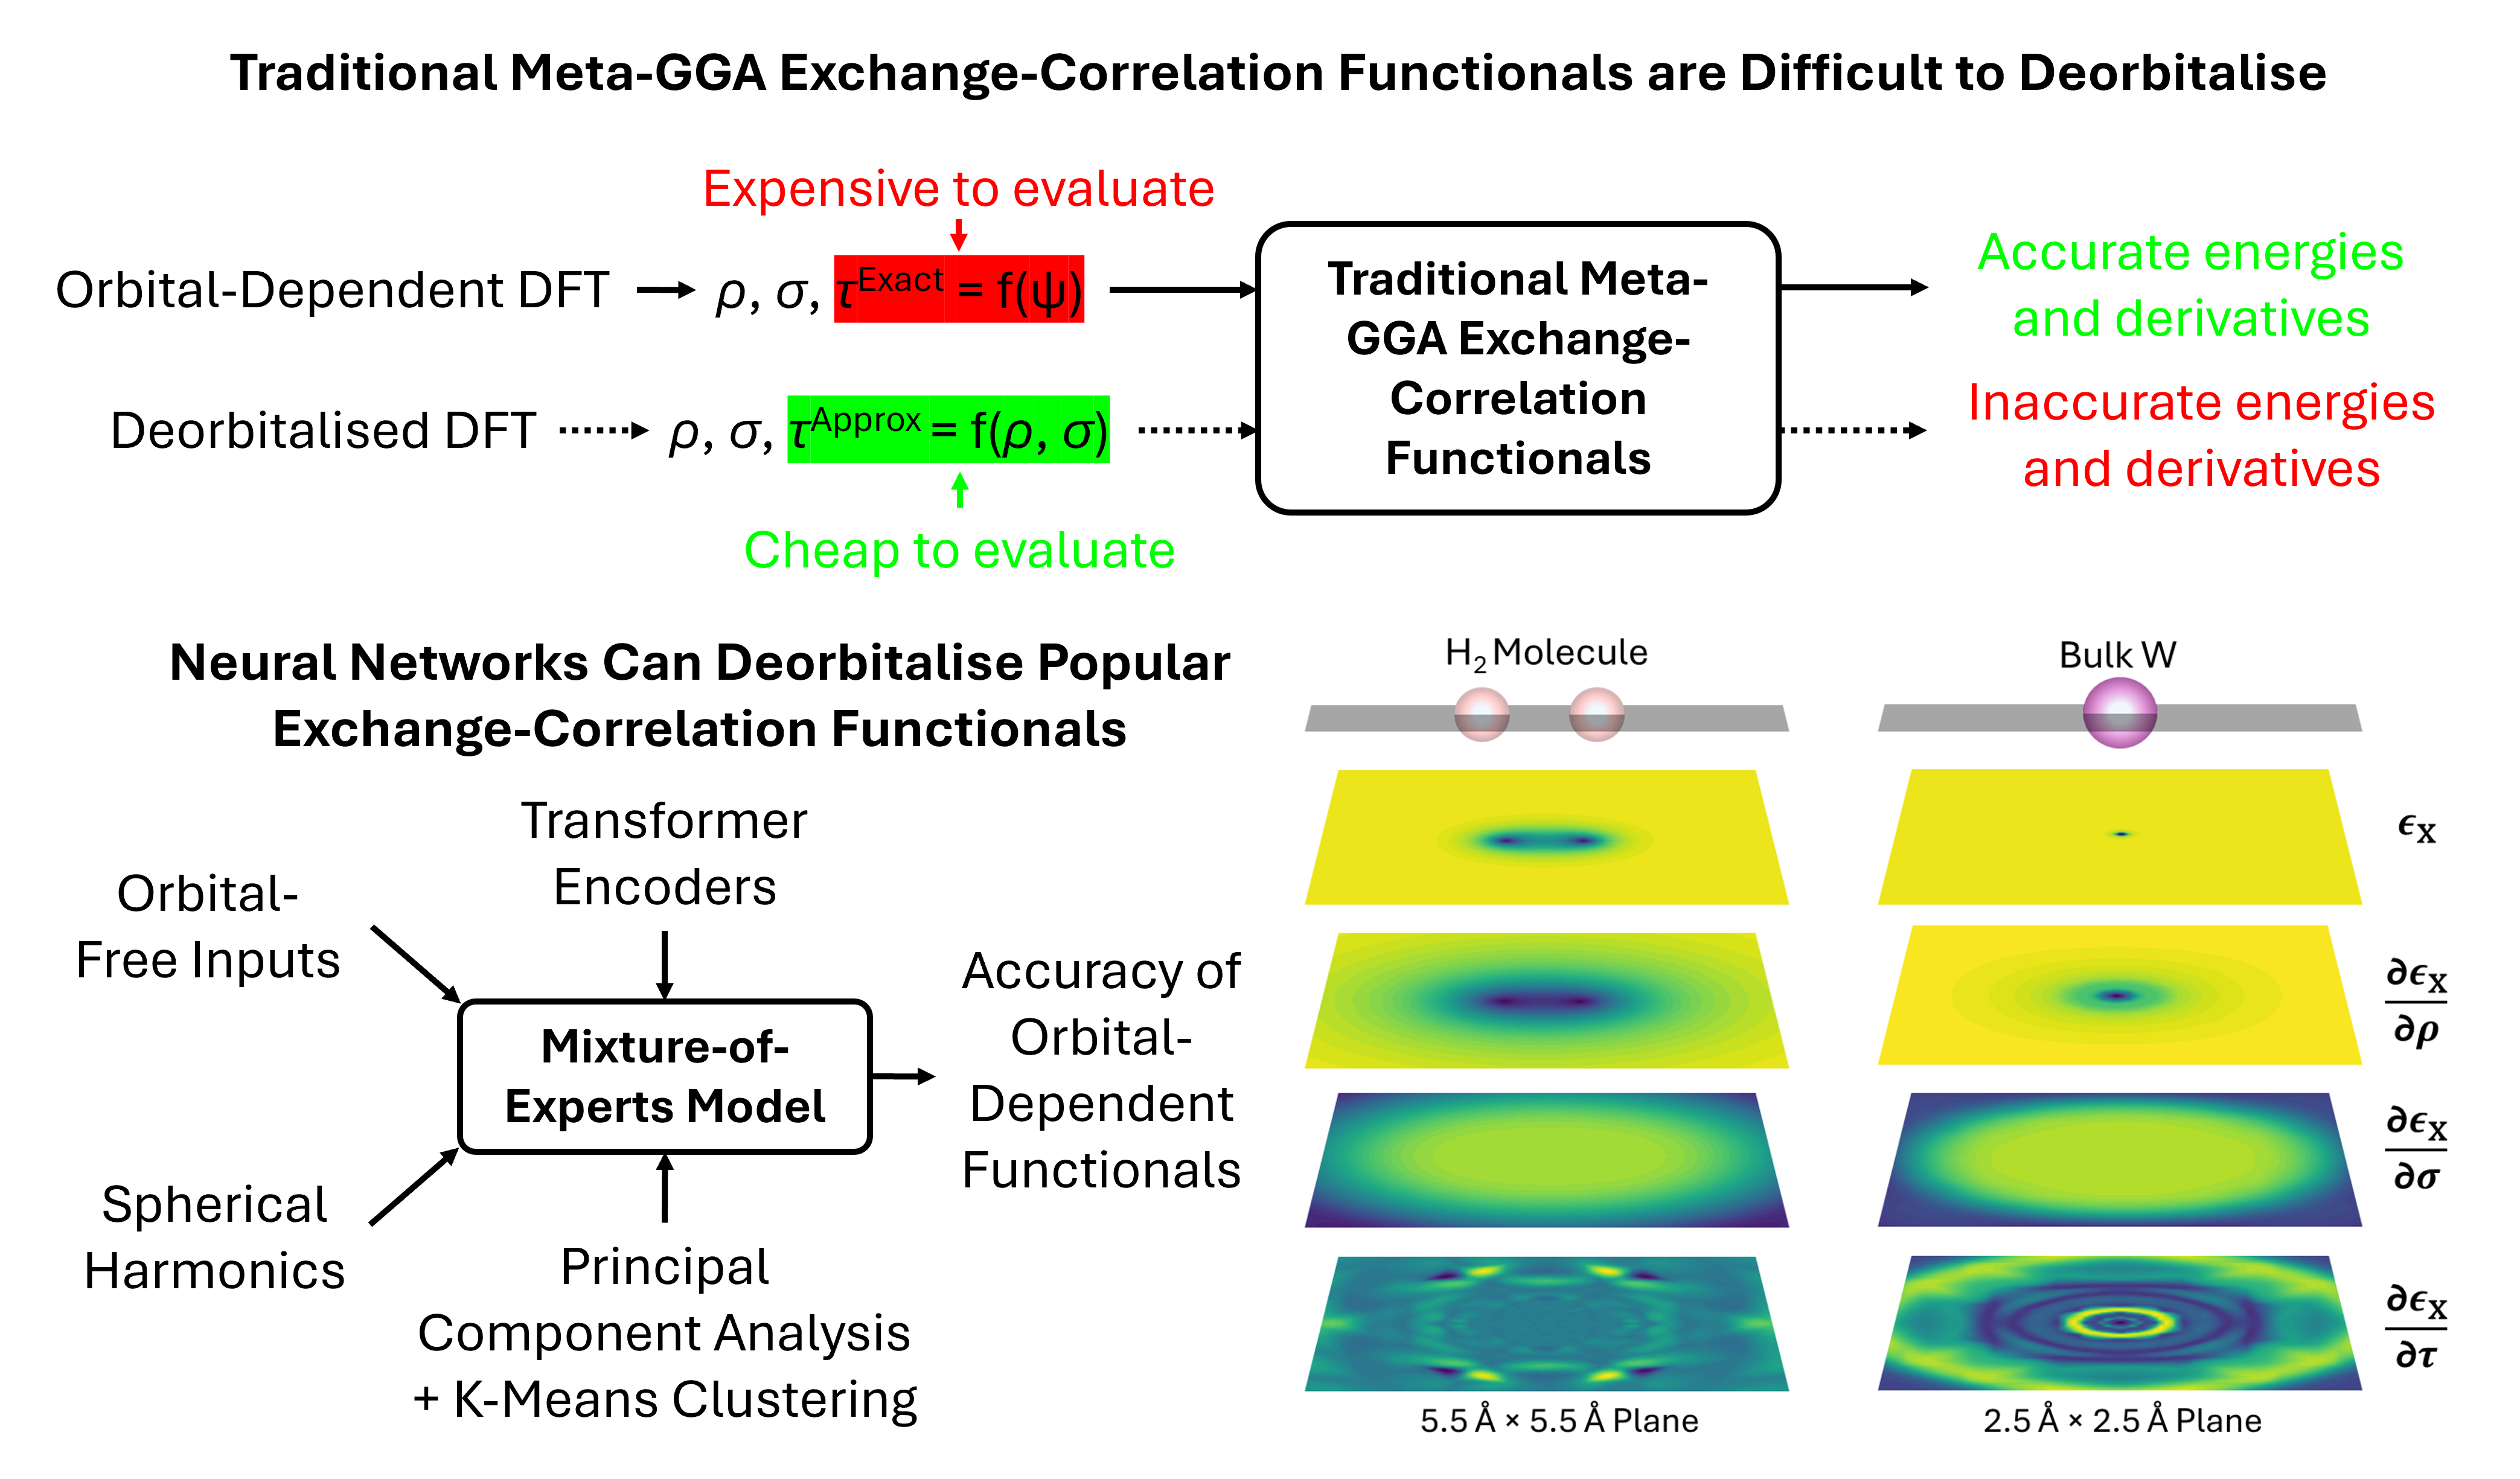 Traditional Meta-GGA Exchange-Correlation Functionals are Difficult to Deorbitalise
Expensive to evaluate
Orbital-Dependent DFT
ρ, σ, τ^Exact = f(ψ)
Traditional Meta-
GGA Exchange-
Correlation
Functionals
Accurate energies
and derivatives
Deorbitalised DFT
ρ, σ, τ^Approx = f(ρ, σ)
Inaccurate energies
and derivatives
Cheap to evaluate
Neural Networks Can Deorbitalise Popular
Exchange-Correlation Functionals
Orbital-
Free Inputs
Transformer
Encoders
Mixture-of-
Experts Model
Spherical
Harmonics
Principal
Component Analysis
+ K-Means Clustering
Accuracy of
Orbital-
Dependent
Functionals
H₂ Molecule
Bulk W
ϵ_X
∂ϵ_X
∂ρ
∂ϵ_X
∂σ
∂ϵ_X
∂τ
5.5 Å × 5.5 Å Plane
2.5 Å × 2.5 Å Plane